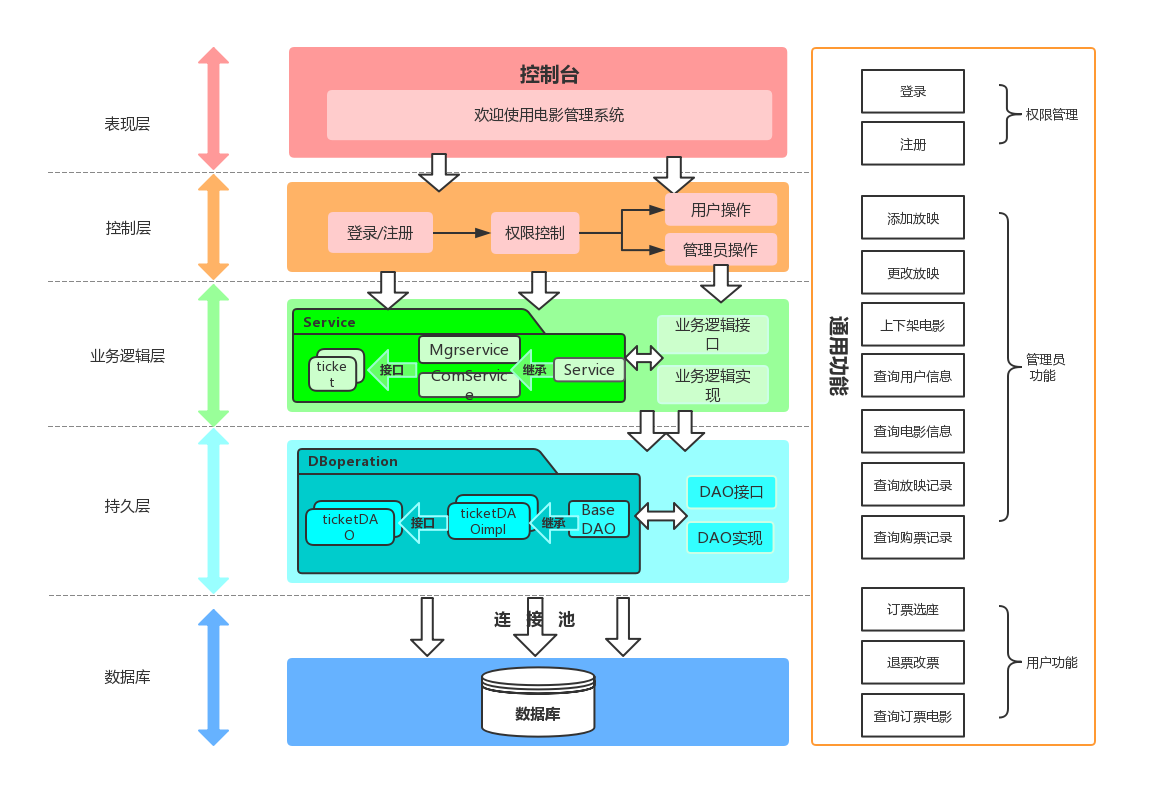 控制台
欢迎使用电影管理系统
表现层
控制层
登录/注册
权限控制
用户操作
管理员操作
业务逻辑层
Service
ticke
t
接口
Mgrservice
ComServic
e
继承
Service
业务逻辑接
口
业务逻辑实
现
持久层
DBoperation
ticketDA
O
接口
ticketDA
Oimpl
继承
Base
DAO
DAO接口
DAO实现
连 接 池
数据库
数据库
通用功能
登录
注册
权限管理
添加放映
更改放映
上下架电影
查询用户信息
查询电影信息
查询放映记录
查询购票记录
管理员
功能
订票选座
退票改票
查询订票电影
用户功能